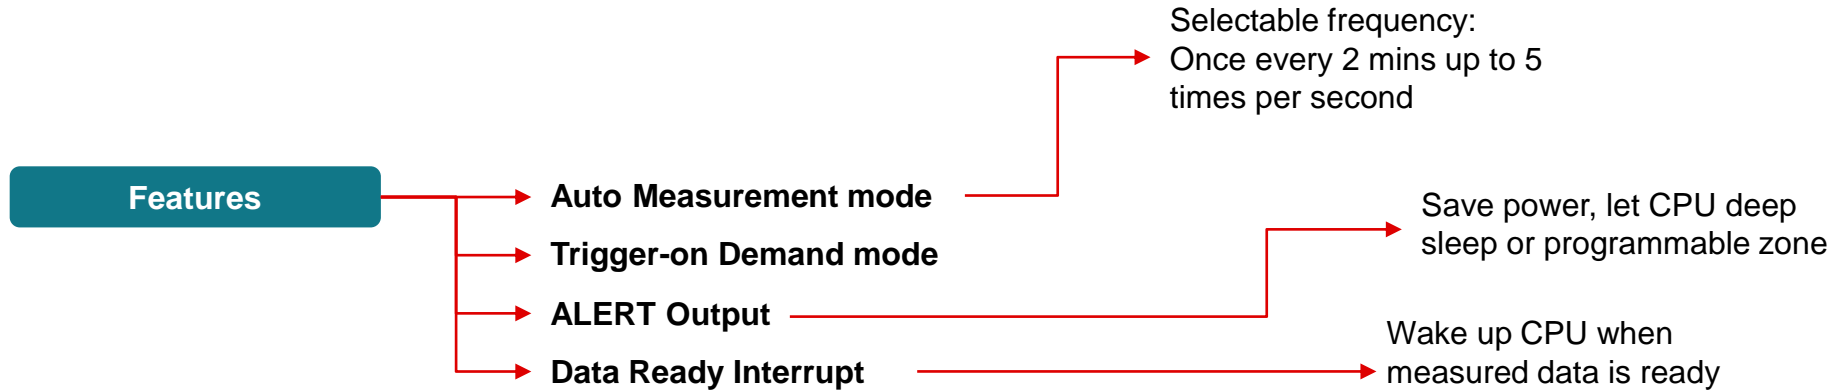 Selectable frequency:
Once every 2 mins up to 5
times per second
Features
Auto Measurement mode
Save power, let CPU deep
sleep or programmable zone
Trigger-on Demand mode
ALERT Output
Wake up CPU when
measured data is ready
Data Ready Interrupt